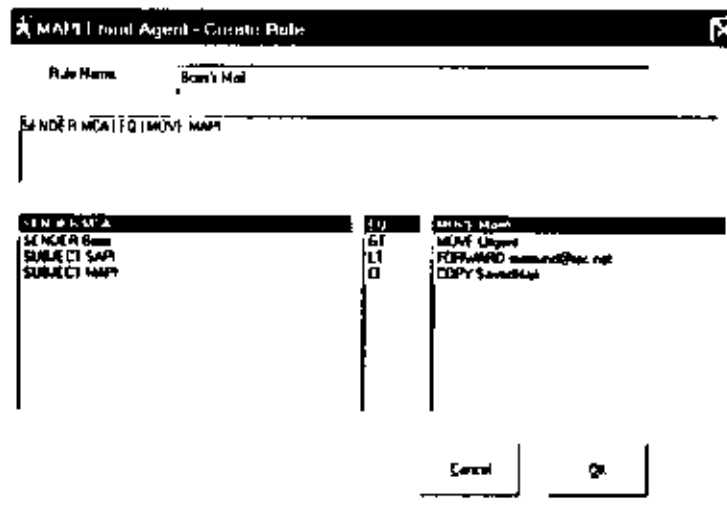 MAPI Email Agent - Create Rule
Rule Name: Boss's Mail
SENDER MCA|EQ|MOVE MAPI
SENDER MCA EQ MOVE MAPI
SENDER Boss GT MOVE Urgent
SUBJECT SAPI LT FORWARD
SUBJECT MAPI CI COPY SavedMail
Cancel OK